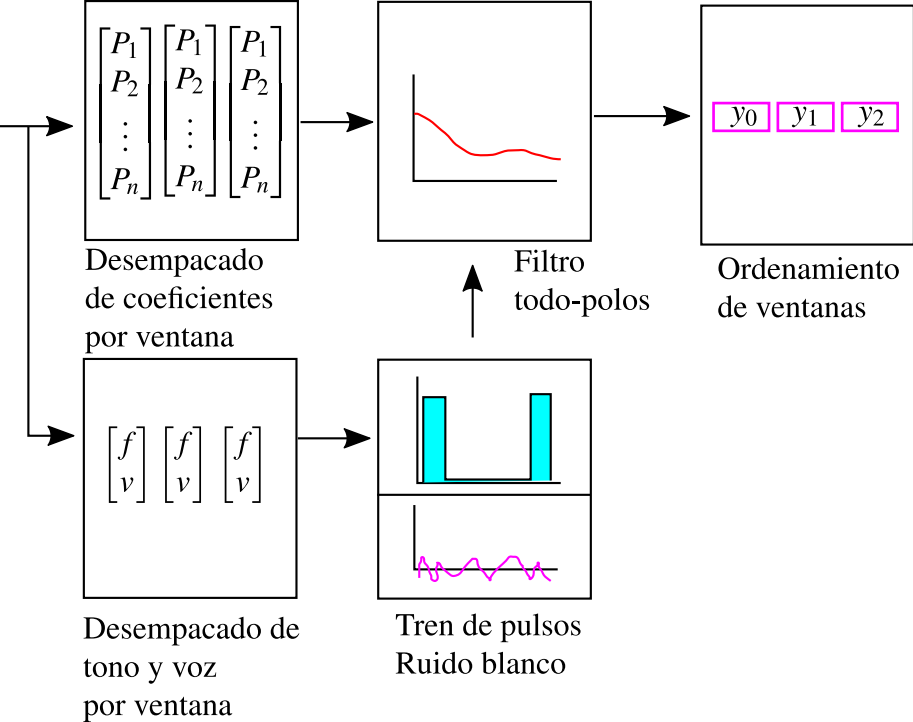 P1 P1 P1
P2 P2 P2
⋮ ⋮ ⋮
Pn Pn Pn
Desempacado
de coeficientes
por ventana
Filtro
todo-polos
y0 y1 y2
Ordenamiento
de ventanas
f f f
v v v
Desempacado de
tono y voz
por ventana
Tren de pulsos
Ruido blanco